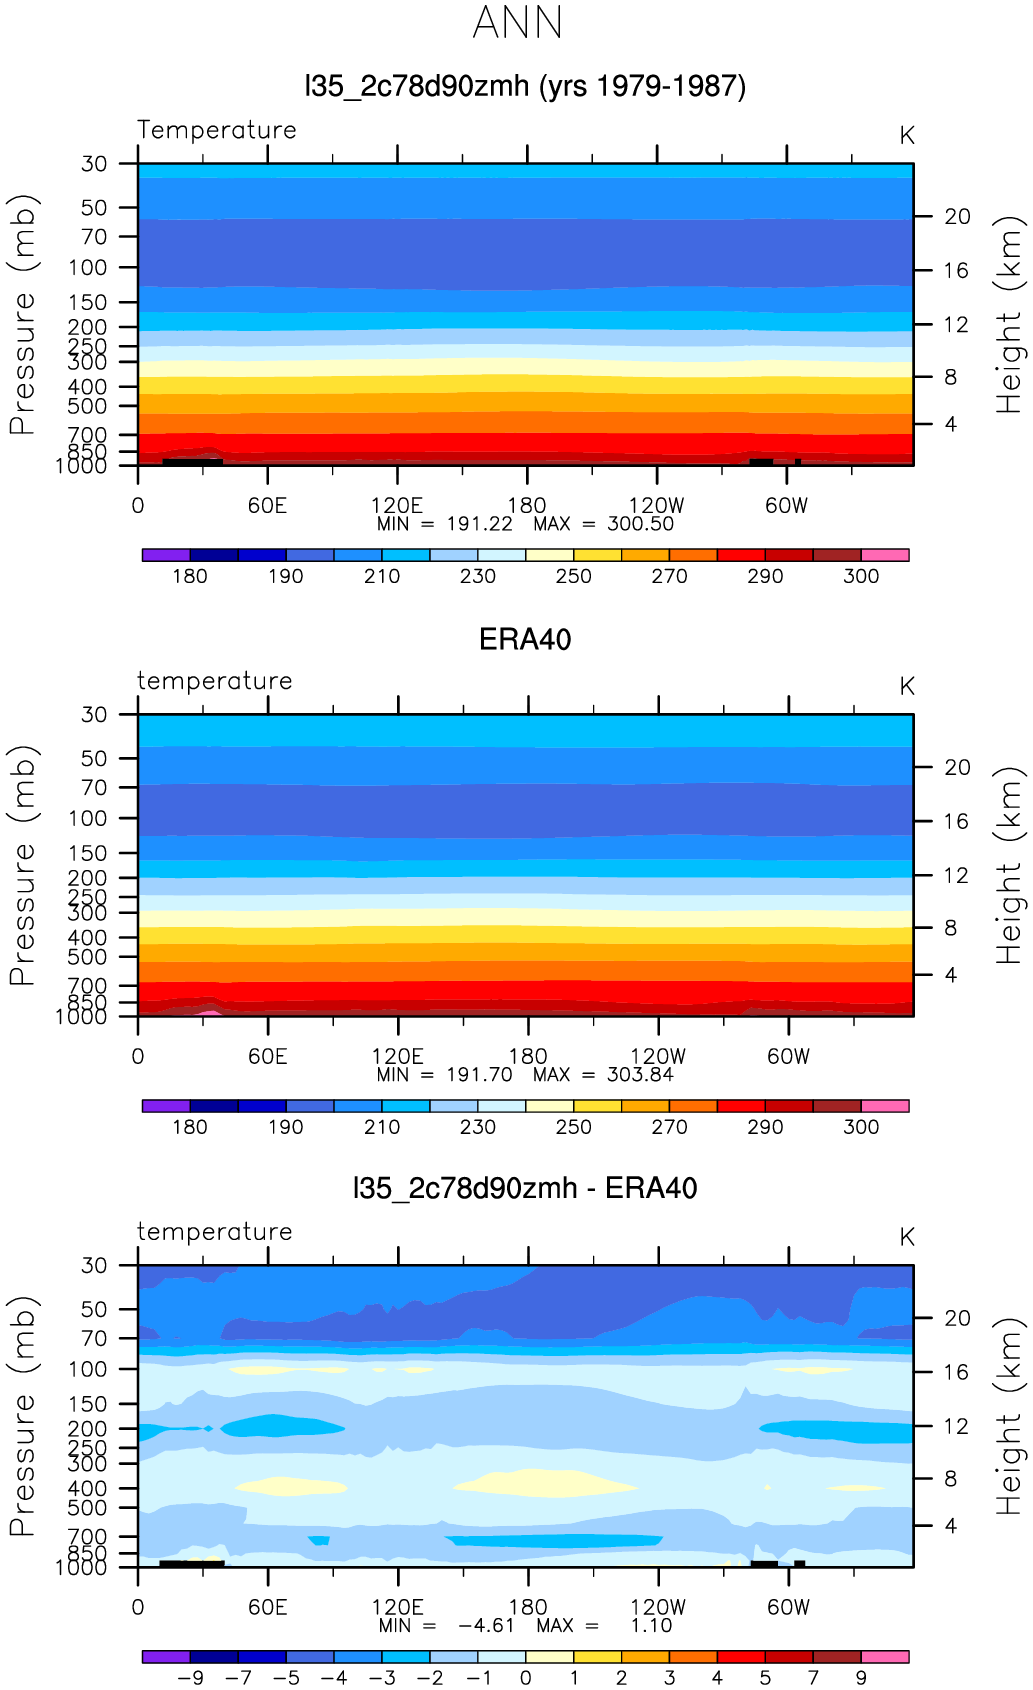 ANN
l35_2c78d90zmh (yrs 1979-1987)
Temperature K
30
50
70
100
150
200
250
300
400
500
700
850
1000
Pressure (mb)
20
16
12
8
4
Height (km)
0 60E 120E 180 120W 60W
MIN = 191.22 MAX = 300.50
180 190 210 230 250 270 290 300
ERA40
temperature K
30
50
70
100
150
200
250
300
400
500
700
850
1000
Pressure (mb)
20
16
12
8
4
Height (km)
0 60E 120E 180 120W 60W
MIN = 191.70 MAX = 303.84
180 190 210 230 250 270 290 300
l35_2c78d90zmh - ERA40
temperature K
30
50
70
100
150
200
250
300
400
500
700
850
1000
Pressure (mb)
20
16
12
8
4
Height (km)
0 60E 120E 180 120W 60W
MIN = -4.61 MAX = 1.10
-9 -7 -5 -4 -3 -2 -1 0 1 2 3 4 5 7 9